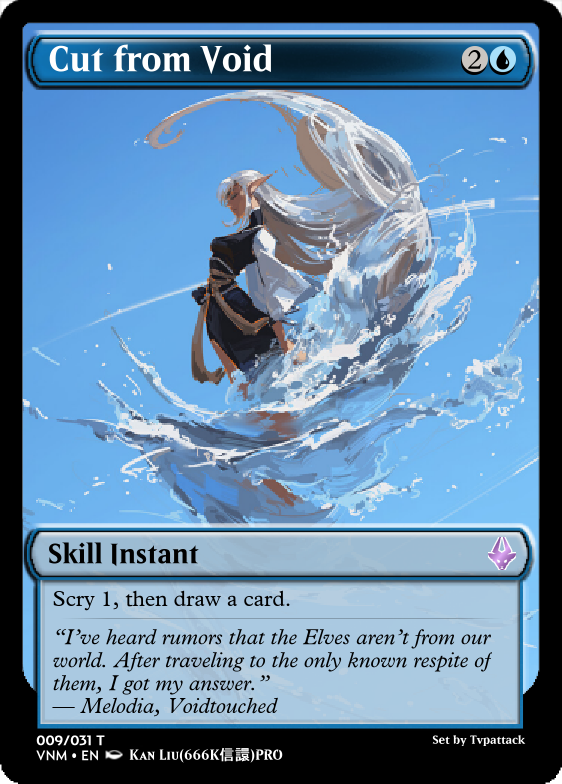 Cut from Void
2
Skill Instant
Scry 1, then draw a card.
“I’ve heard rumors that the Elves aren’t from our
world. After traveling to the only known respite of
them, I got my answer.”
— Melodia, Voidtouched
009/031 T
Set by Tvpattack
VNM • EN Kan Liu(666K信譞)PRO